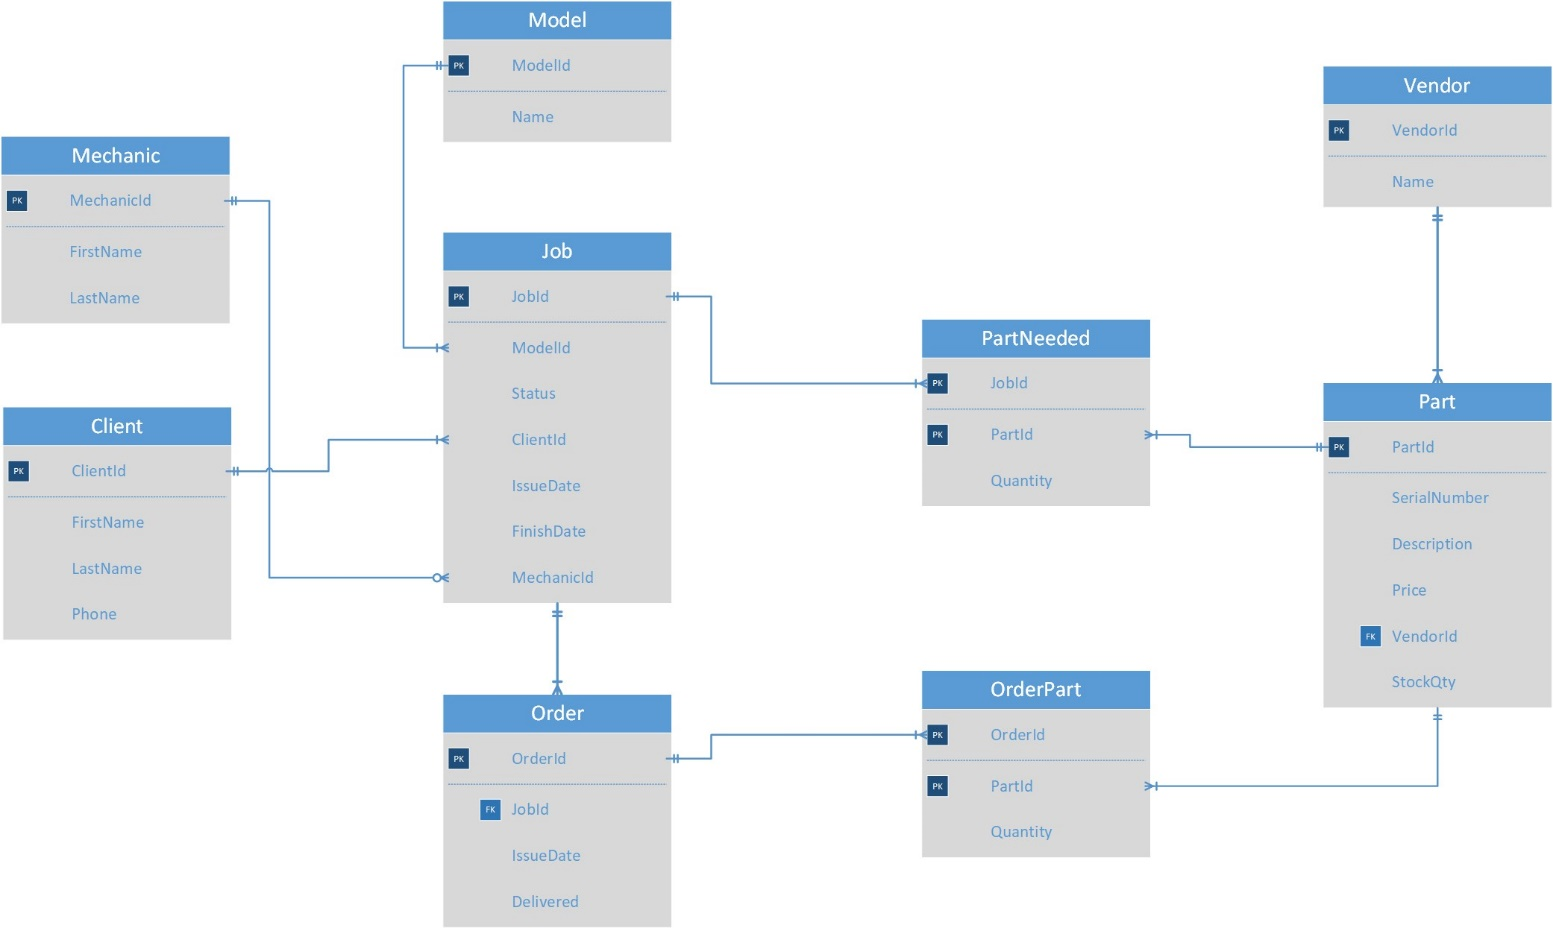 Model
PK ModelId
Name
Mechanic
PK MechanicId
FirstName
LastName
Client
PK ClientId
FirstName
LastName
Phone
Job
PK JobId
ModelId
Status
ClientId
IssueDate
FinishDate
MechanicId
Order
PK OrderId
FK JobId
IssueDate
Delivered
PartNeeded
PK JobId
PK PartId
Quantity
OrderPart
PK OrderId
PK PartId
Quantity
Vendor
PK VendorId
Name
Part
PK PartId
SerialNumber
Description
Price
FK VendorId
StockQty